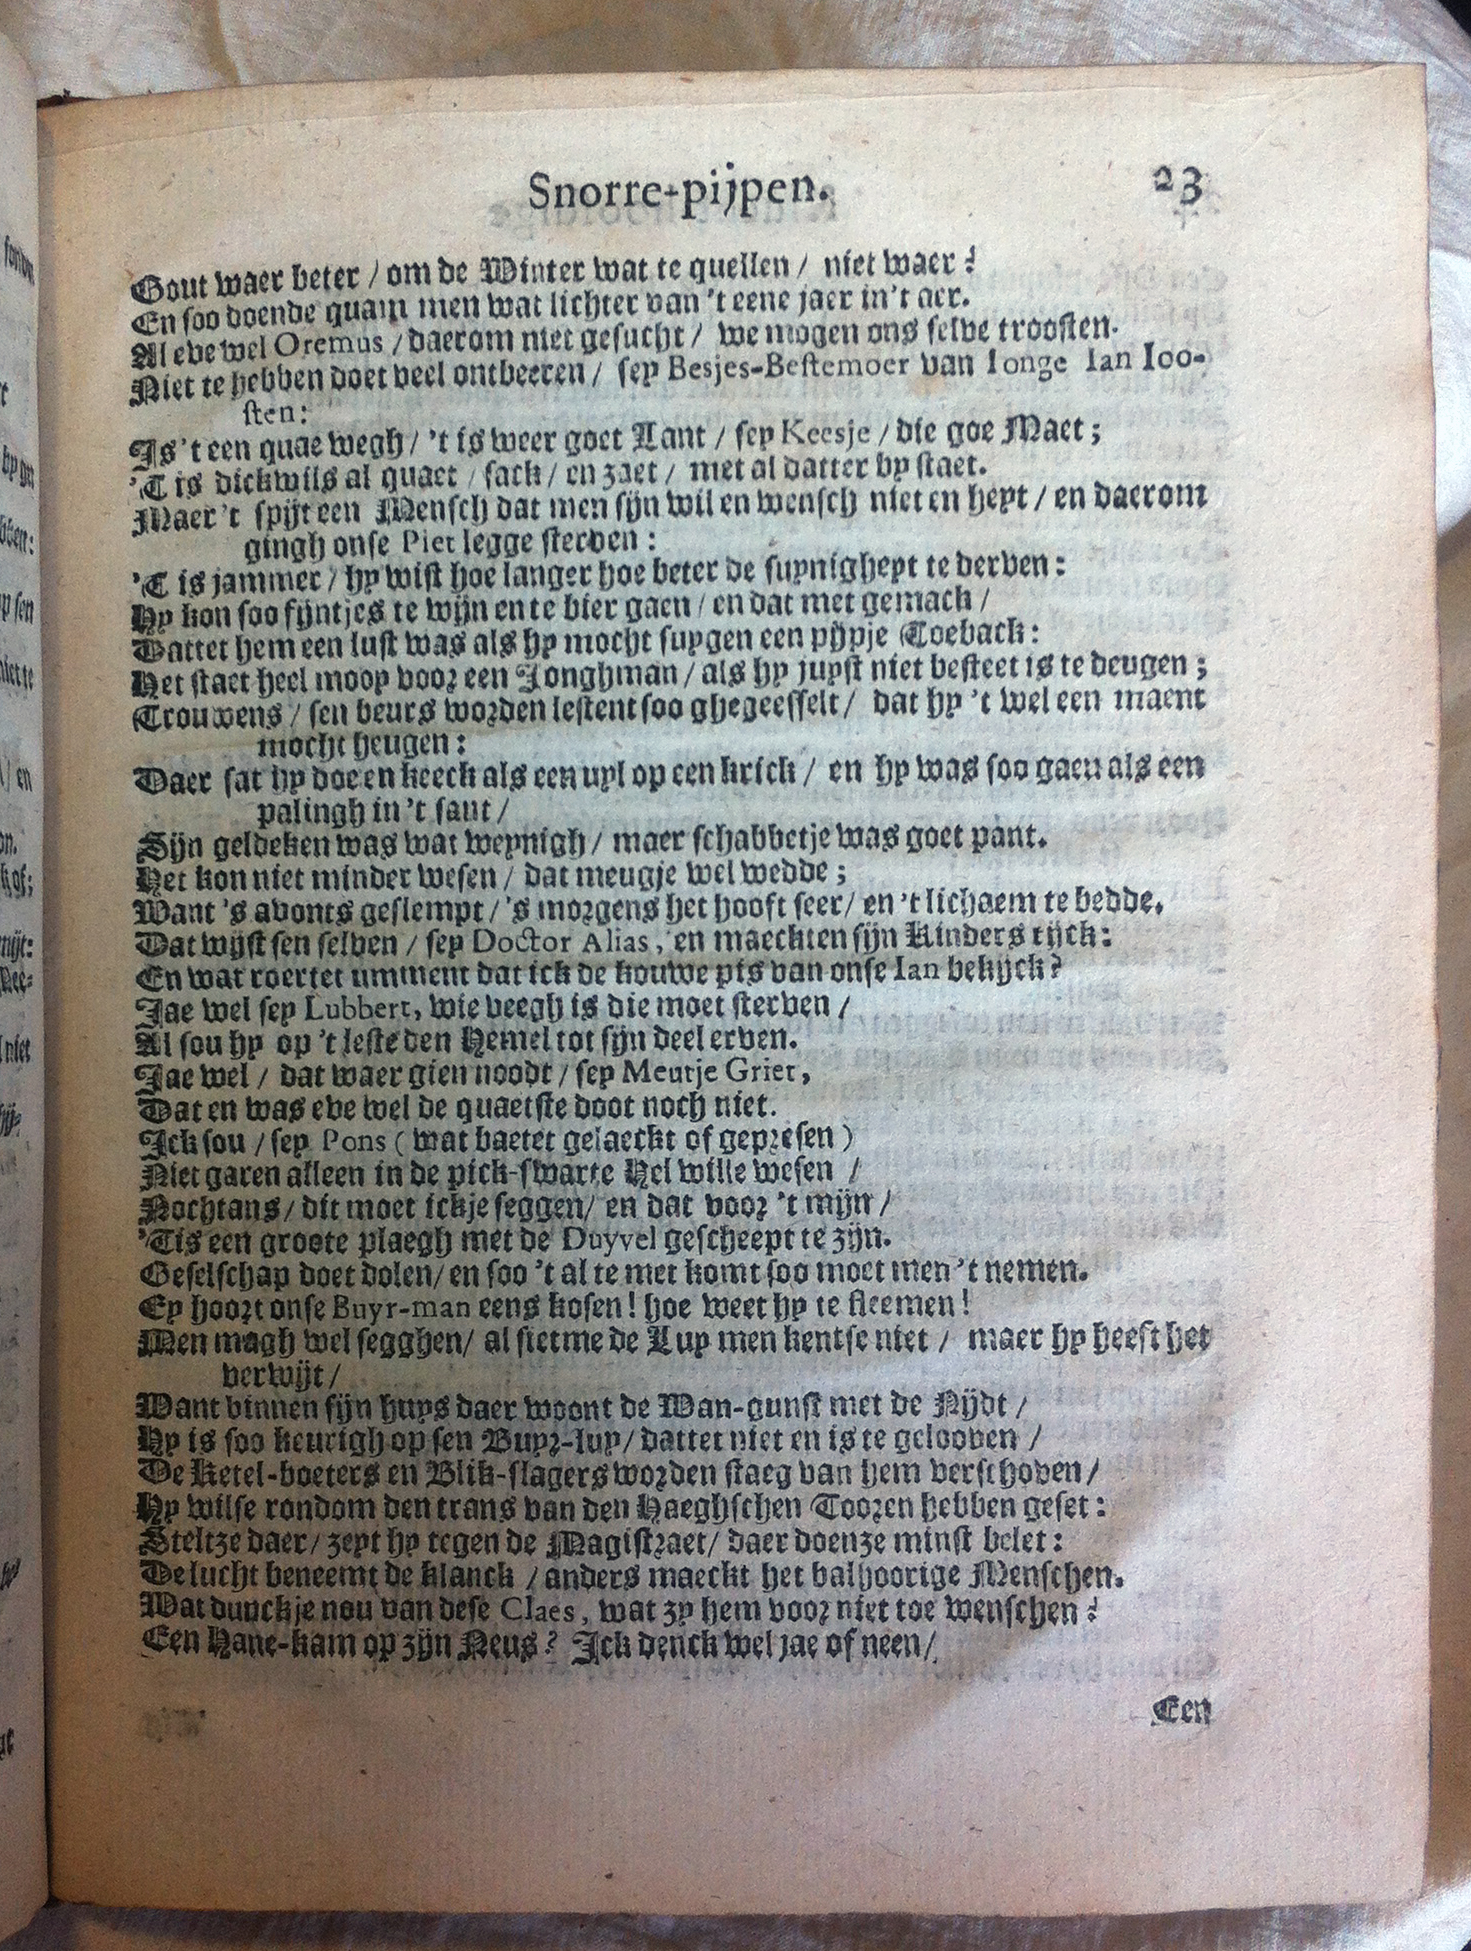 Snorre-pijpen. 23
Gout waer beter / om de Winter wat te quellen / niet waer?
En soo doende quam men wat lichter van 't eene jaer in 't aer.
Al eve wel Oremus / daerom niet gesucht / we mogen ons selve troosten.
Niet te hebben doet veel ontbeeren / sey Besjes-Bestemoer van Ionge Ian Ioo-
sten:
Is 't een quae wegh / 't is weer goet Lant / sey Keesje / die goe Maet;
'T is dickwils al quaet / sack / en zaet / met al datter by staet.
Maer 't spijt een Mensch dat men sijn wil en wensch niet en heyt / en daerom
gingh onse Piet legge sterven:
'T is jammer / hy wist hoe langer hoe beter de suynigheyt te derven:
Hy kon soo fijntjes te wijn en te bier gaen / en dat met gemack /
Dattet hem een lust was als hy mocht suygen een pijpje Toeback:
Het staet heel mooy voor een Jonghman / als hy juyst niet besteet is te deugen;
Trouwens / sen beurs worden lestent soo ghegeesselt / dat hy 't wel een maent
mocht heugen:
Daer sat hy doe en keeck als een uyl op een krick / en hy was soo gaeu als een
palingh in 't sant /
Sijn geldeken was wat weynigh / maer schabbetje was goet pant.
Het kon niet minder wesen / dat meugje wel wedde;
Want 's avonts geslempt / 's morgens het hooft seer / en 't lichaem te bedde.
Dat wijst sen selven / sey Doctor Alias, en maeckten sijn Kinders rijck:
En wat roertet umment dat ick de kouwe pis van onse Ian bekijck?
Jae wel sey Lubbert, wie veegh is die moet sterven /
Al sou hy op 't leste den Hemel tot sijn deel erven.
Jae wel / dat waer gien noodt / sey Meutje Griet,
Dat en was eve wel de quaetste doot noch niet.
Ick sou / sey Pons (wat baetet gelaeckt of gepresen)
Niet garen alleen in de pick-swarte Hel wille wesen /
Nochtans / dit moet ickje seggen / en dat voor 't mijn /
'Tis een groote plaegh met de Duyvel gescheept te zijn.
Geselschap doet dolen / en soo 't al te met komt soo moet men 't nemen.
Ey hoort onse Buyr-man eens kosen! hoe weet hy te fleemen!
Men magh wel segghen / al sietme de Luy men kentse niet / maer hy heeft het
verwijt /
Want binnen sijn huys daer woont de Wan-gunst met de Nijdt /
Hy is soo keurigh op sen Buyr-luy / dattet niet en is te gelooven /
De Ketel-boeters en Blik-slagers worden staeg van hem verschoven /
Hy wilse rondom den trans van den Haeghschen Tooren hebben geset:
Steltze daer / zeyt hy tegen de Magistraet / daer doenze minst belet:
De lucht beneemt de klanck / anders maeckt het balhoorige Menschen.
Wat dunckje nou van dese Claes, wat zy hem voor niet toe wenschen?
Een Hane-kam op zijn Neus? Ick denck wel jae of neen /
Een